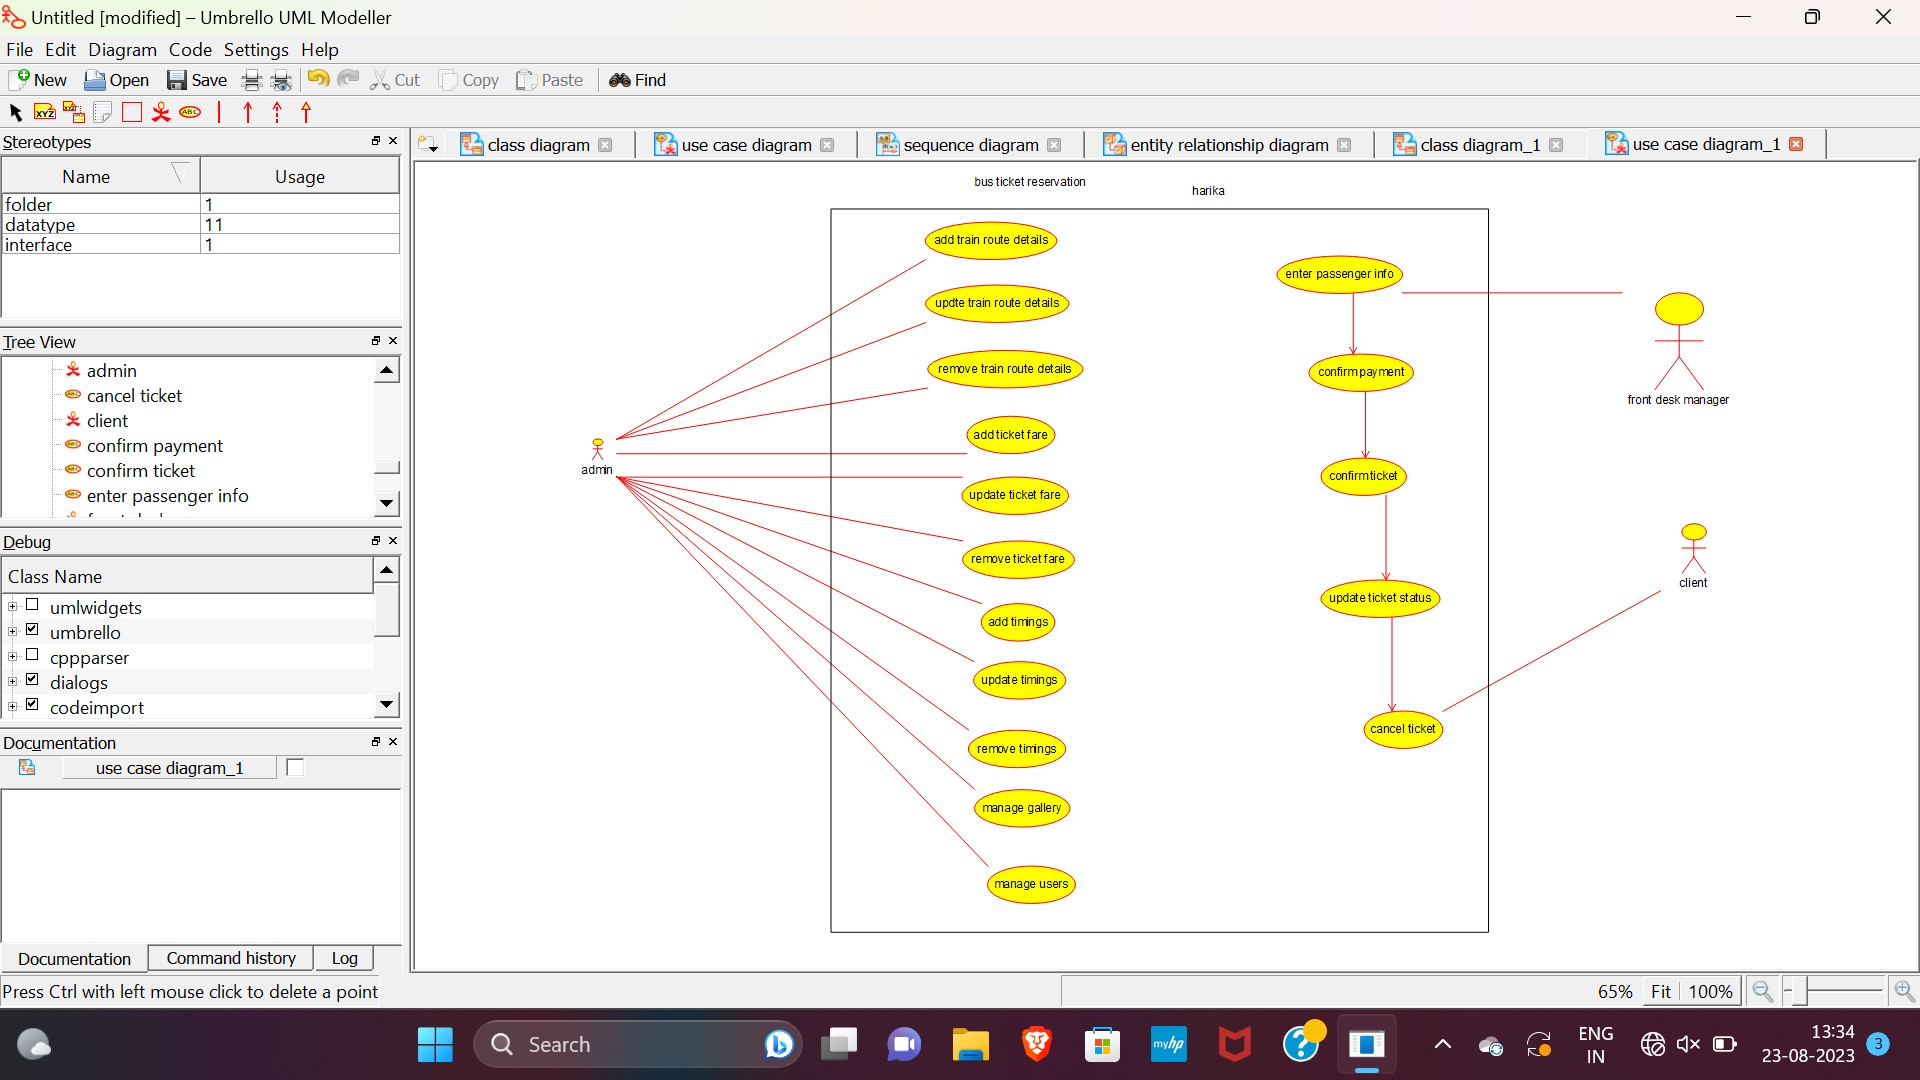 Untitled [modified] – Umbrello UML Modeller
File Edit Diagram Code Settings Help
New Open Save Cut Copy Paste Find
XYZ XYZ ABC
Stereotypes
Name Usage
folder 1
datatype 11
interface 1
Tree View
admin
cancel ticket
client
confirm payment
confirm ticket
enter passenger info
Debug
Class Name
umlwidgets
umbrello
cppparser
dialogs
codeimport
Documentation
use case diagram_1
Documentation Command history Log
Press Ctrl with left mouse click to delete a point
class diagram use case diagram sequence diagram entity relationship diagram class diagram_1 use case diagram_1
bus ticket reservation
harika
add train route details
updte train route details
remove train route details
add ticket fare
update ticket fare
remove ticket fare
add timings
update timings
remove timings
manage gallery
manage users
admin
enter passenger info
confirm payment
confirm ticket
update ticket status
cancel ticket
front desk manager
client
65% Fit 100%
Search
myhp
ENG
IN
13:34
23-08-2023
3